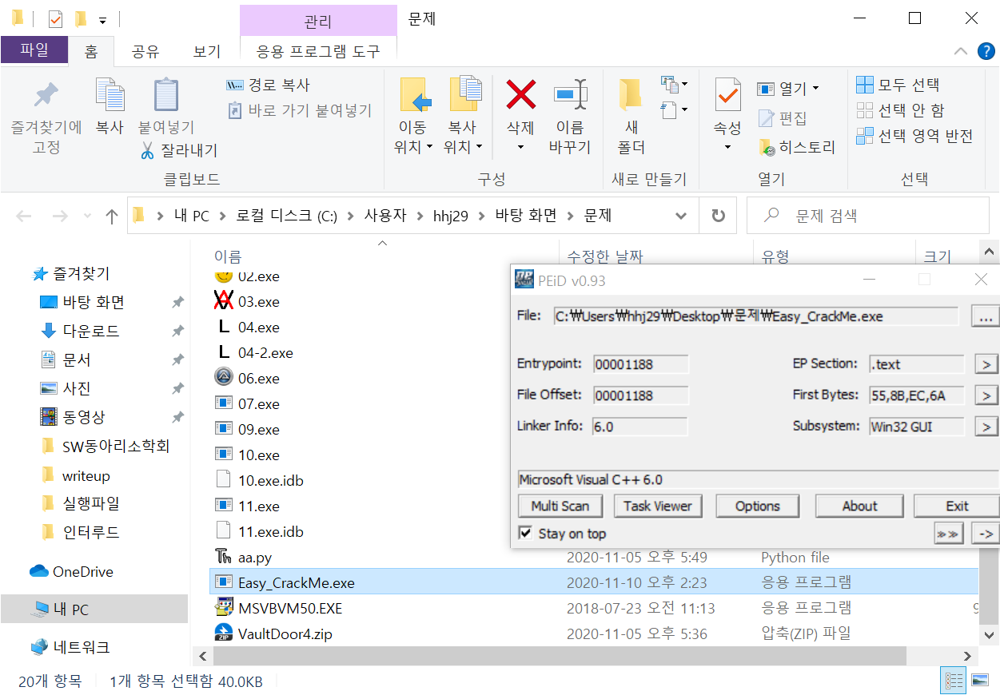 관리
문제
파일
홈
공유
보기
응용 프로그램 도구
즐겨찾기에
고정
복사
붙여넣기
경로 복사
바로 가기 붙여넣기
잘라내기
클립보드
이동
위치
복사
위치
삭제
이름
바꾸기
구성
새
폴더
새로 만들기
속성
열기
편집
히스토리
열기
모두 선택
선택 안 함
선택 영역 반전
선택
내 PC > 로컬 디스크 (C:) > 사용자 > hhj29 > 바탕 화면 > 문제
문제 검색
즐겨찾기
바탕 화면
다운로드
문서
사진
동영상
SW동아리소학회
writeup
실행파일
인터루드
OneDrive
내 PC
네트워크
이름 수정한 날짜 유형 크기
02.exe
03.exe
04.exe
04-2.exe
06.exe
07.exe
09.exe
10.exe
10.exe.idb
11.exe
11.exe.idb
aa.py 2020-11-05 오후 5:49 Python file
Easy_CrackMe.exe 2020-11-10 오후 2:23 응용 프로그램
MSVBVM50.EXE 2018-07-23 오전 11:13 응용 프로그램 9
VaultDoor4.zip 2020-11-05 오후 5:36 압축(ZIP) 파일
PEiD v0.93
File: C:₩Users₩hhj29₩Desktop₩문제₩Easy_CrackMe.exe ...
Entrypoint: 00001188 EP Section: .text >
File Offset: 00001188 First Bytes: 55,8B,EC,6A >
Linker Info: 6.0 Subsystem: Win32 GUI >
Microsoft Visual C++ 6.0
Multi Scan Task Viewer Options About Exit
Stay on top >> ->
20개 항목 1개 항목 선택함 40.0KB